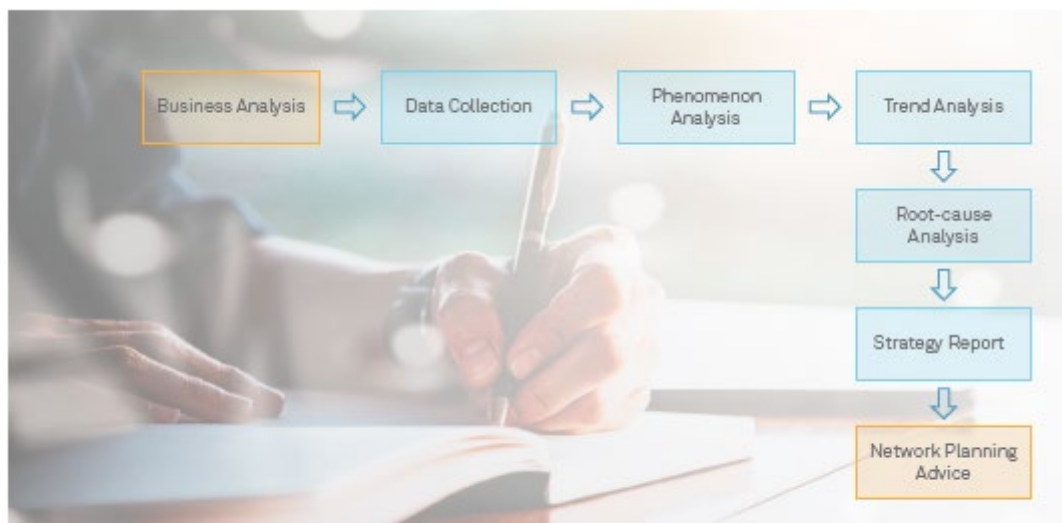 Business Analysis
Data Collection
Phenomenon
Analysis
Trend Analysis
Root-cause
Analysis
Strategy Report
Network Planning
Advice